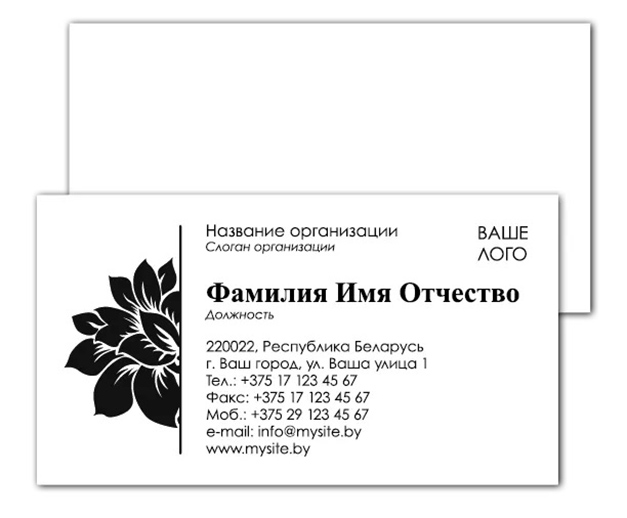 Название организации
Слоган организации
ВАШЕ
ЛОГО
Фамилия Имя Отчество
Должность
220022, Республика Беларусь
г. Ваш город, ул. Ваша улица 1
Тел.: +375 17 123 45 67
Факс: +375 17 123 45 67
Моб.: +375 29 123 45 67
e-mail: info@mysite.by
www.mysite.by